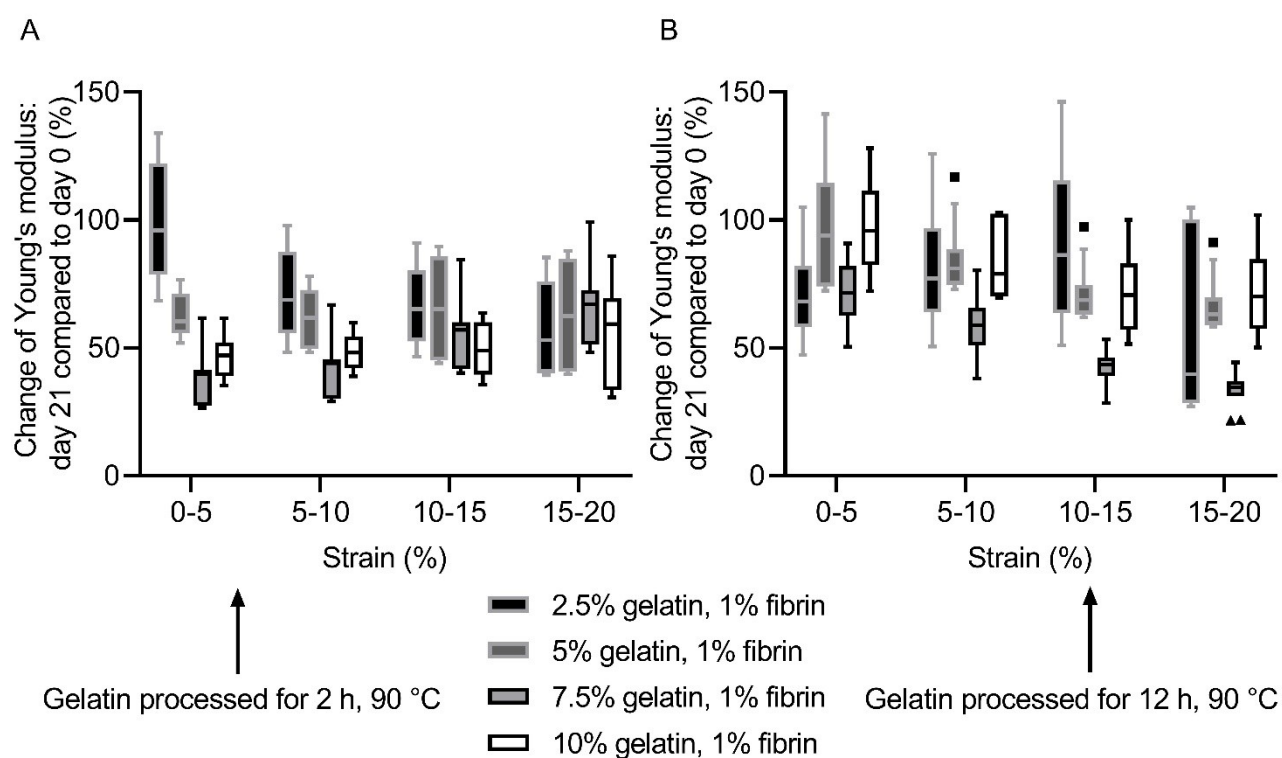 A
Change of Young's modulus:
day 21 compared to day 0 (%)
150
100
50
0
0-5
5-10
10-15
15-20
Strain (%)
Gelatin processed for 2 h, 90 °C
B
Change of Young's modulus:
day 21 compared to day 0 (%)
150
100
50
0
0-5
5-10
10-15
15-20
Strain (%)
Gelatin processed for 12 h, 90 °C
2.5% gelatin, 1% fibrin
5% gelatin, 1% fibrin
7.5% gelatin, 1% fibrin
10% gelatin, 1% fibrin